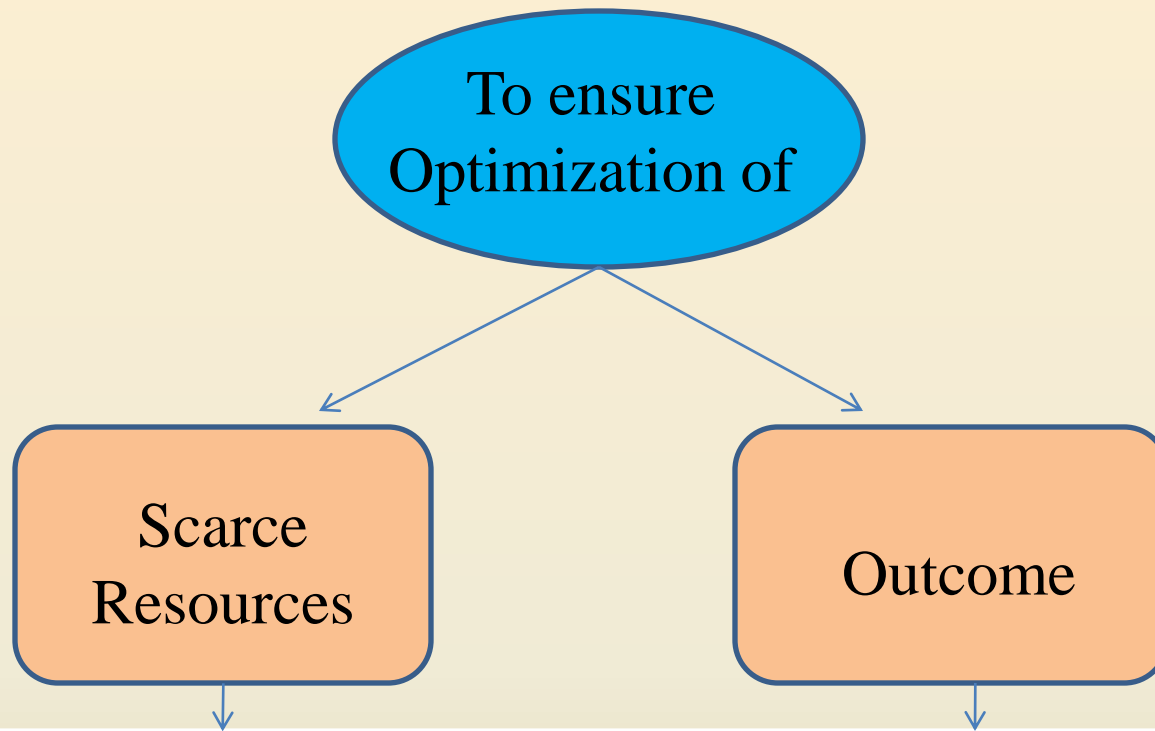 To ensure
Optimization of
Scarce
Resources
Outcome